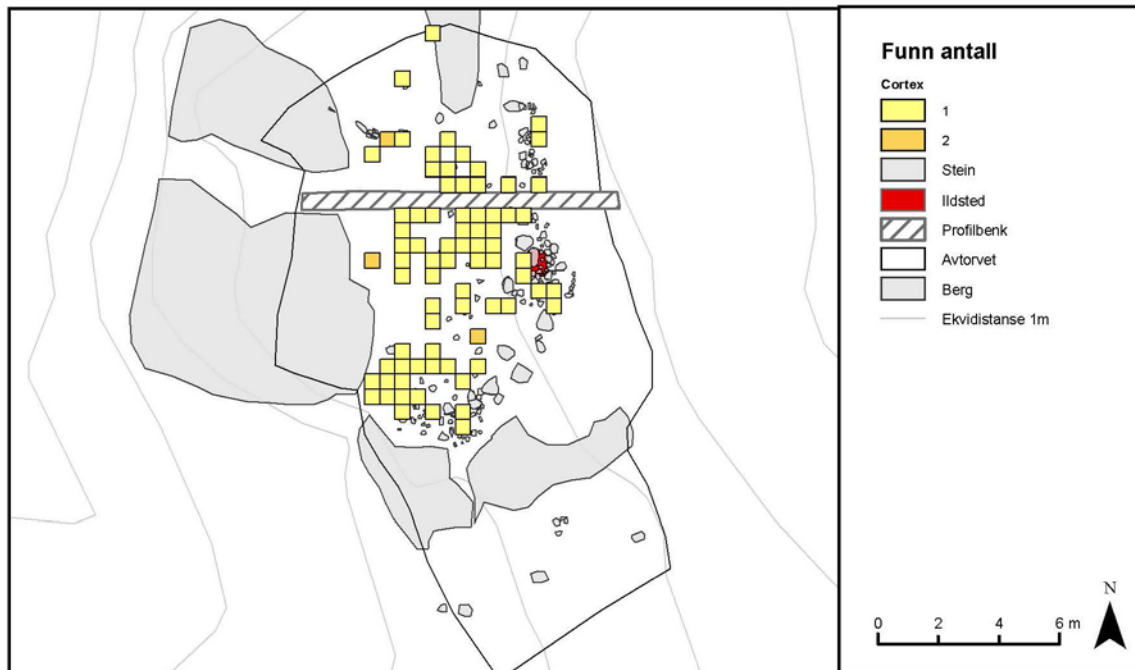 Funn antall
Cortex
1
2
Stein
Ildsted
Profilbenk
Avtorvet
Berg
Ekvidistanse 1m
N
0 2 4 6 m